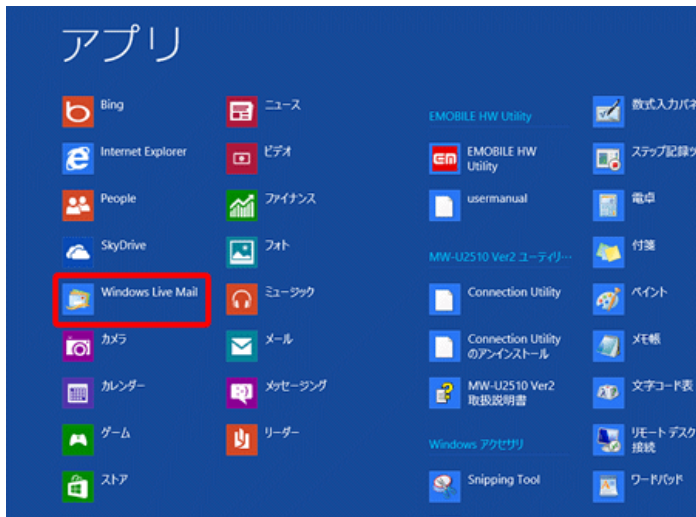 アプリ
Bing
Internet Explorer
People
SkyDrive
Windows Live Mail
カメラ
カレンダー
ゲーム
ストア
ニュース
ビデオ
ファイナンス
フォト
ミュージック
メール
メッセージング
リーダー
EMOBILE HW Utility
EMOBILE HW
Utility
usermanual
MW-U2510 Ver2 ユーティリ…
Connection Utility
Connection Utility
のアンインストール
MW-U2510 Ver2
取扱説明書
Windows アクセサリ
Snipping Tool
数式入力パネ
ステップ記録ツ
電卓
付箋
ペイント
メモ帳
文字コード表
リモート デスク
接続
ワードパッド